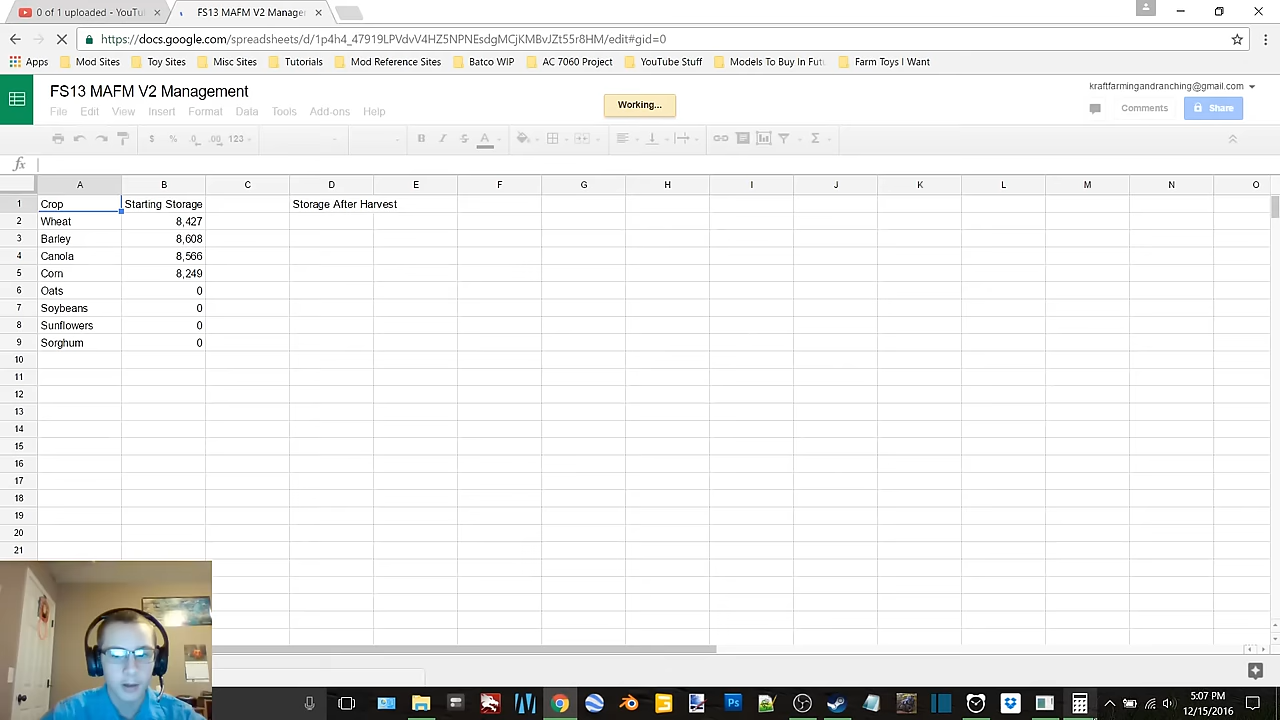 0 of 1 uploaded - YouTu
FS13 MAFM V2 Manage
https://docs.google.com/spreadsheets/d/1p4h4_47919LPVdvV4HZ5NPNEsdgMCjKMBvJZt55r8HM/edit#gid=0
Apps Mod Sites Toy Sites Misc Sites Tutorials Mod Reference Sites Batco WIP AC 7060 Project YouTube Stuff Models To Buy In Futu Farm Toys I Want
FS13 MAFM V2 Management
kraftfarmingandranching@gmail.com
Working...
File Edit View Insert Format Data Tools Add-ons Help
Comments Share
$ % .0 .00 123
B I S A
fx
A B C D E F G H I J K L M N O
1 Crop Starting Storage Storage After Harvest
2 Wheat 8,427
3 Barley 8,608
4 Canola 8,566
5 Corn 8,249
6 Oats 0
7 Soybeans 0
8 Sunflowers 0
9 Sorghum 0
10
11
12
13
14
15
16
17
18
19
20
21
5:07 PM
12/15/2016